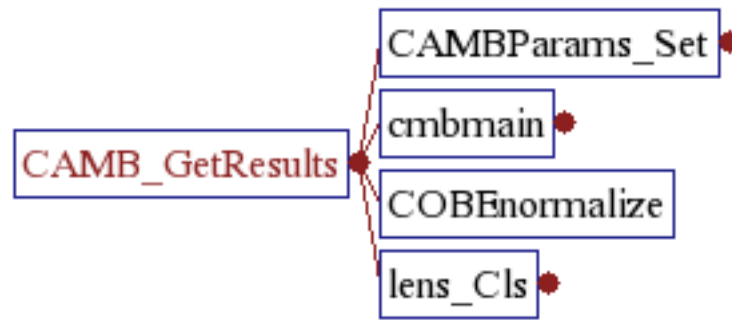 CAMB_GetResults
CAMBParams_Set
cmbmain
COBEnormalize
lens_Cls